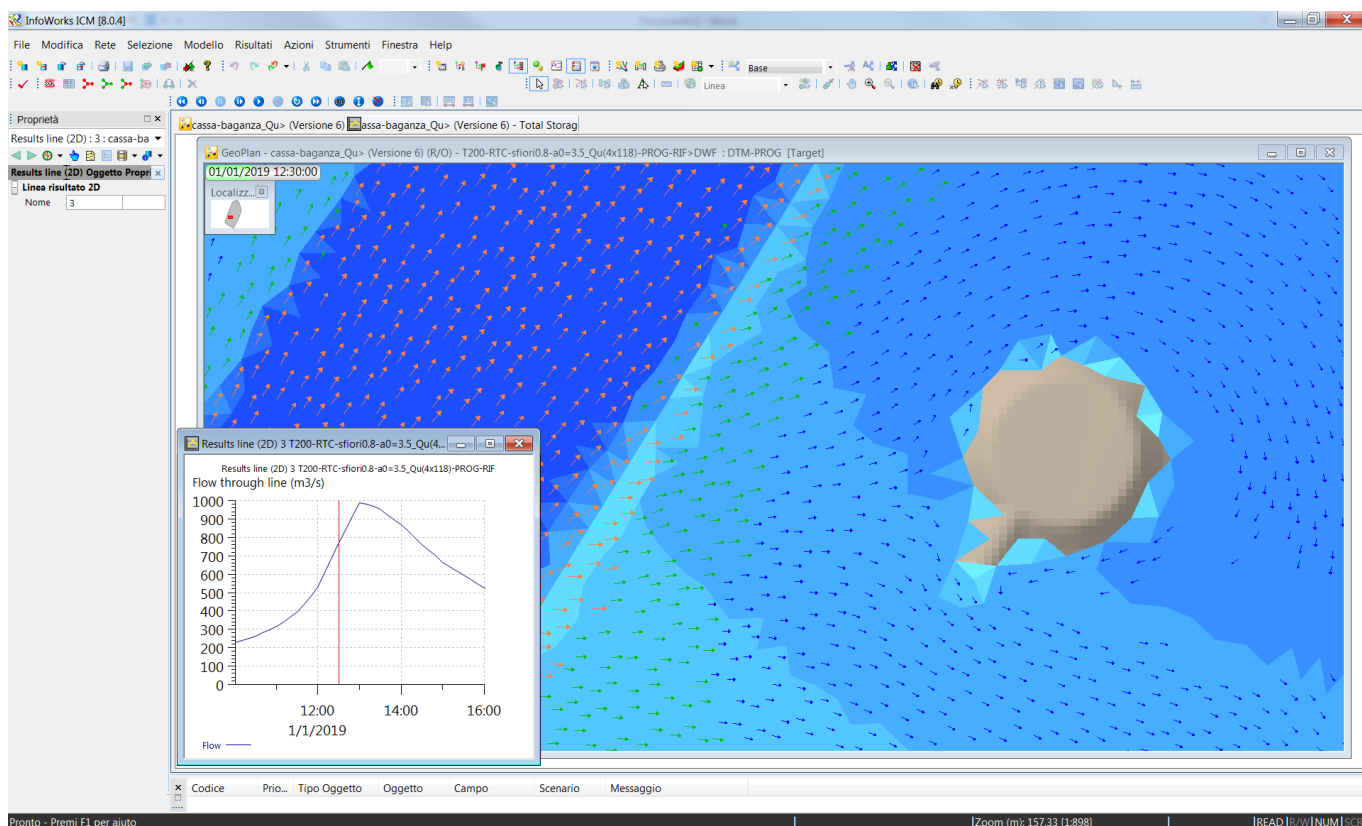 InfoWorks ICM [8.0.4]
File Modifica Rete Selezione Modello Risultati Azioni Strumenti Finestra Help
Base
Linea
Proprietà
Results line (2D) : 3 : cassa-ba
Results line (2D) Oggetto Propri
Linea risultato 2D
Nome 3
cassa-baganza_Qu> (Versione 6) assa-baganza_Qu> (Versione 6) - Total Storag
GeoPlan - cassa-baganza_Qu> (Versione 6) (R/O) - T200-RTC-sfiori0.8-a0=3.5_Qu(4x118)-PROG-RIF>DWF : DTM-PROG [Target]
01/01/2019 12:30:00
Localizz...
Results line (2D) 3 T200-RTC-sfiori0.8-a0=3.5_Qu(4...
Results line (2D) 3 T200-RTC-sfiori0.8-a0=3.5_Qu(4x118)-PROG-RIF
Flow through line (m3/s)
1000
900
800
700
600
500
400
300
200
100
0
12:00 14:00 16:00
1/1/2019
Flow
Codice Prio... Tipo Oggetto Oggetto Campo Scenario Messaggio
Pronto - Premi F1 per aiuto Zoom (m): 157.33 [1:898] READ R/W NUM SCR